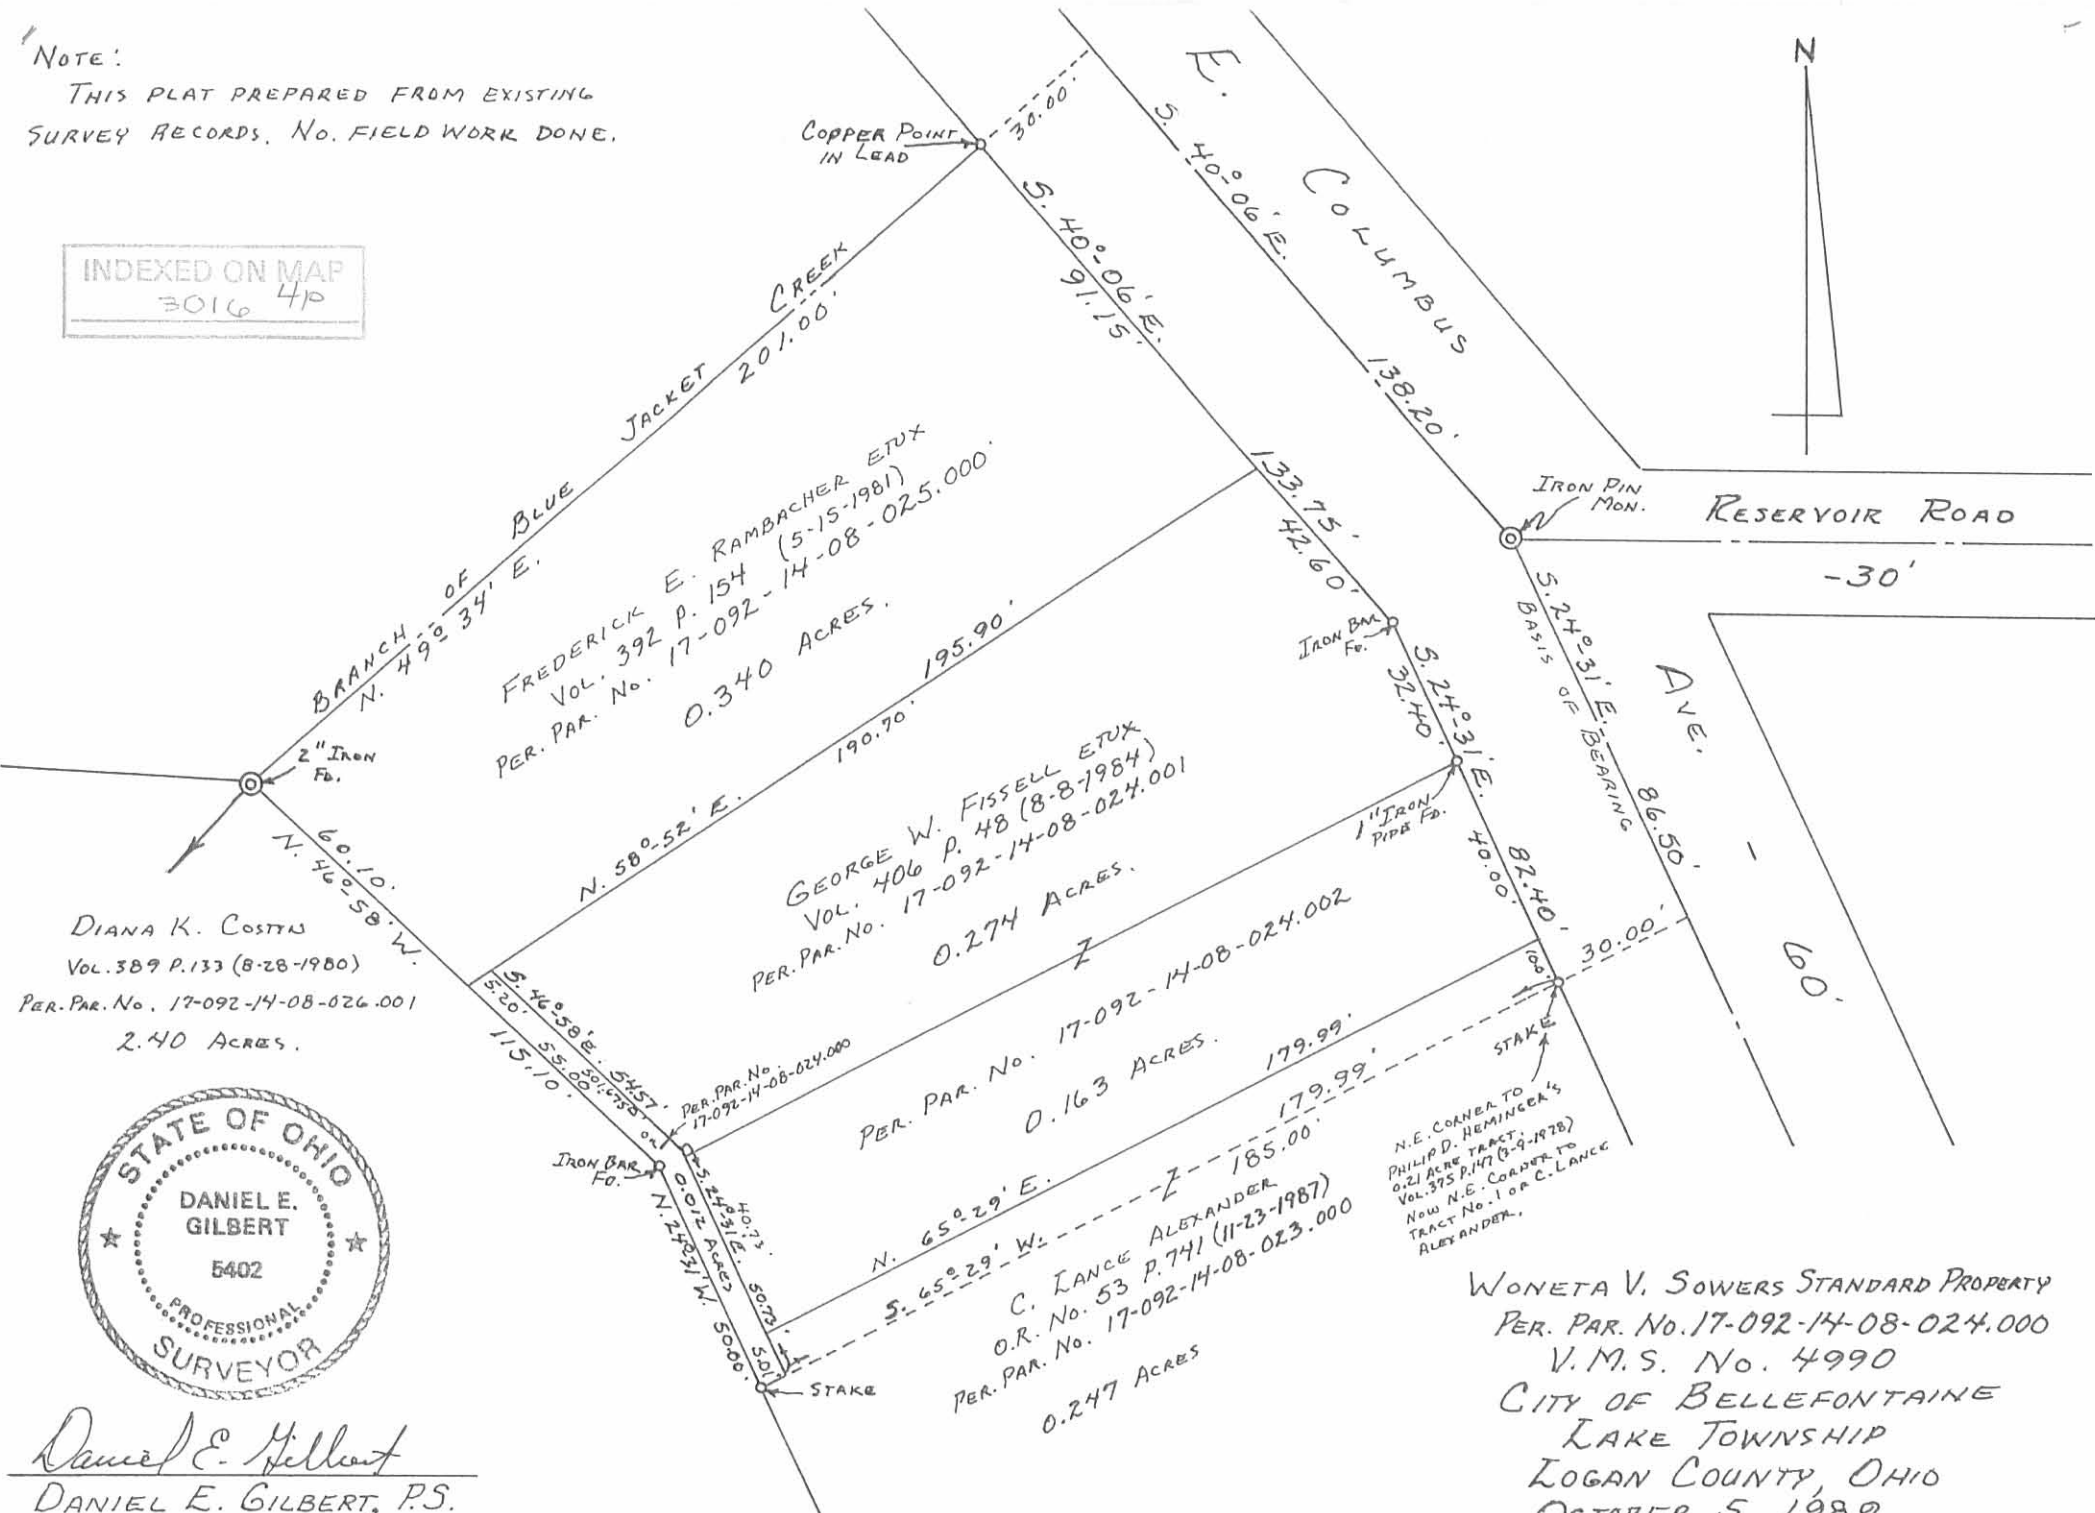 NOTE:
THIS PLAT PREPARED FROM EXISTING
SURVEY RECORDS. NO. FIELD WORK DONE.
INDEXED ON MAP
3016 4p
COPPER POINT
IN LEAD
30.00'
S. 40°-06' E.
138.20'
E. COLUMBUS AVE. - 60'
N
S. 40°-06' E.
91.15'
133.75'
42.60'
IRON PIN
MON.
RESERVOIR ROAD
-30'
BRANCH OF BLUE JACKET CREEK
N. 49°-34' E. 201.00'
2" IRON
FD.
FREDERICK E. RAMBACHER ETUX
VOL. 392 P. 154 (5-15-1981)
PER. PAR. NO. 17-092-14-08-025.000
0.340 ACRES.
195.90'
N. 58°-52' E. 190.70'
IRON BAR
FD.
S. 24°-31' E.
32.40'
S. 24°-31' E. 86.50'
BASIS OF BEARING
GEORGE W. FISSELL ETUX
VOL. 406 P. 48 (8-8-1984)
PER. PAR. NO. 17-092-14-08-024.001
0.274 ACRES.
1" IRON
PIPE FD.
82.40'
40.00'
30.00'
60.10'
N. 46°-58' W.
115.10'
55.00'
DIANA K. COSTIN
VOL. 389 P. 133 (8-28-1980)
PER. PAR. NO. 17-092-14-08-026.001
2.40 ACRES.
S. 46°-58' E. 54.57'
5.20'
PER. PAR. NO.
17-092-14-08-024.000
Z
PER. PAR. NO. 17-092-14-08-024.002
0.163 ACRES.
IRON BAR
FD.
S. 24°-31' E. 50.73'
40.73'
0.012 ACRES
N. 24°-31' W. 50.00'
5.01'
STAKE
N. 65°-29' E. 179.99'
S. 65°-29' W. Z 179.99'
185.00'
STAKE
N.E. CORNER TO
PHILIP D. HEMINGER'S
0.21 ACRE TRACT.
VOL. 375 P. 147 (3-9-1978)
NOW N.E. CORNER TO
TRACT NO. 1 OR C. LANCE
ALEXANDER.
C. LANCE ALEXANDER
O.R. NO. 53 P. 741 (11-23-1987)
PER. PAR. NO. 17-092-14-08-023.000
0.247 ACRES
STATE OF OHIO
DANIEL E.
GILBERT
5402
PROFESSIONAL
SURVEYOR
Daniel E. Gilbert
DANIEL E. GILBERT, P.S.
WONETA V. SOWERS STANDARD PROPERTY
PER. PAR. NO. 17-092-14-08-024.000
V.M.S. NO. 4990
CITY OF BELLEFONTAINE
LAKE TOWNSHIP
LOGAN COUNTY, OHIO
OCTOBER 5, 1989